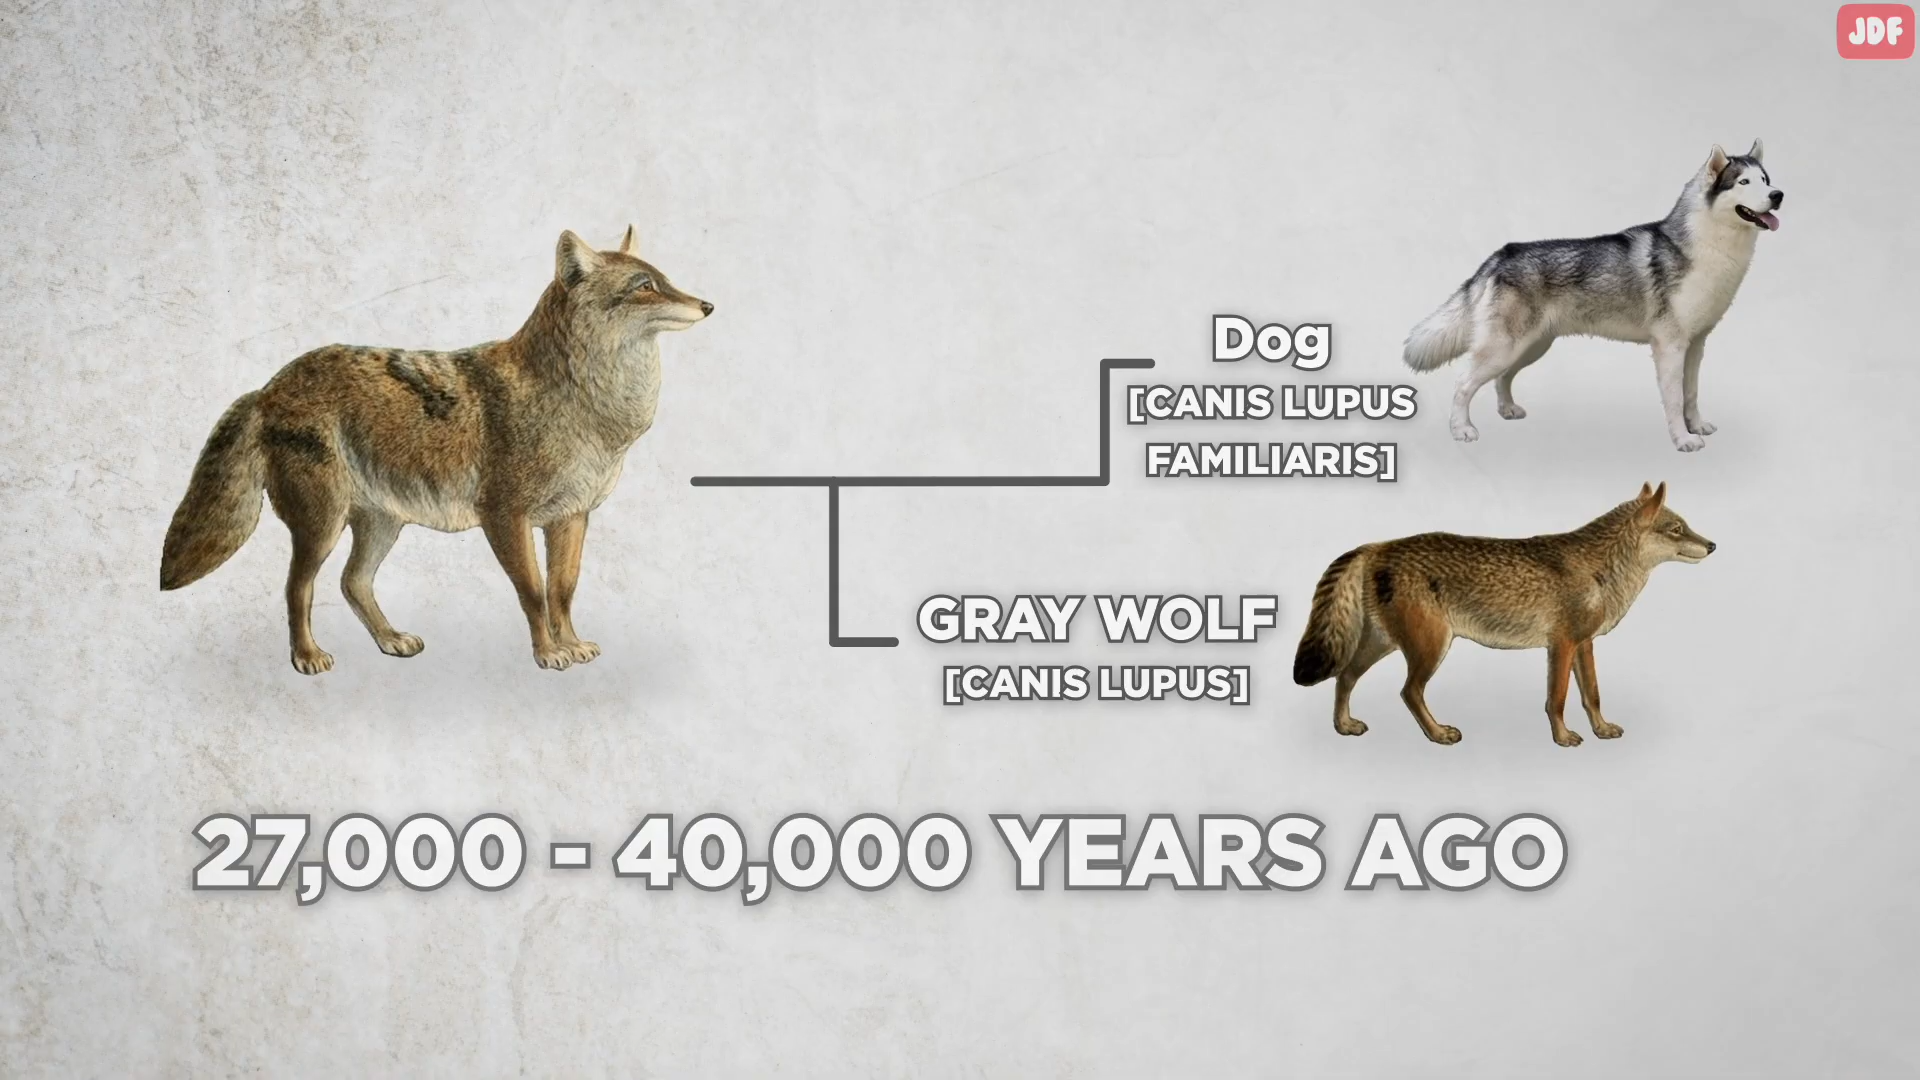 JDF
Dog
[CANIS LUPUS
FAMILIARIS]
GRAY WOLF
[CANIS LUPUS]
27,000 - 40,000 YEARS AGO